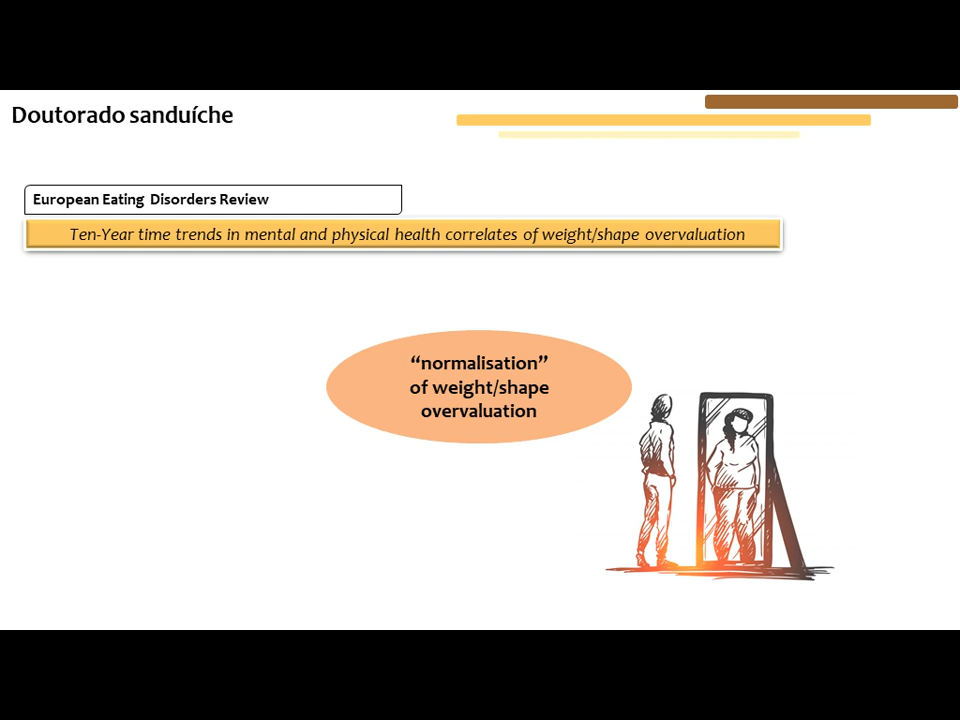 Doutorado sanduíche
European Eating Disorders Review
Ten-Year time trends in mental and physical health correlates of weight/shape overvaluation
“normalisation”
of weight/shape
overvaluation